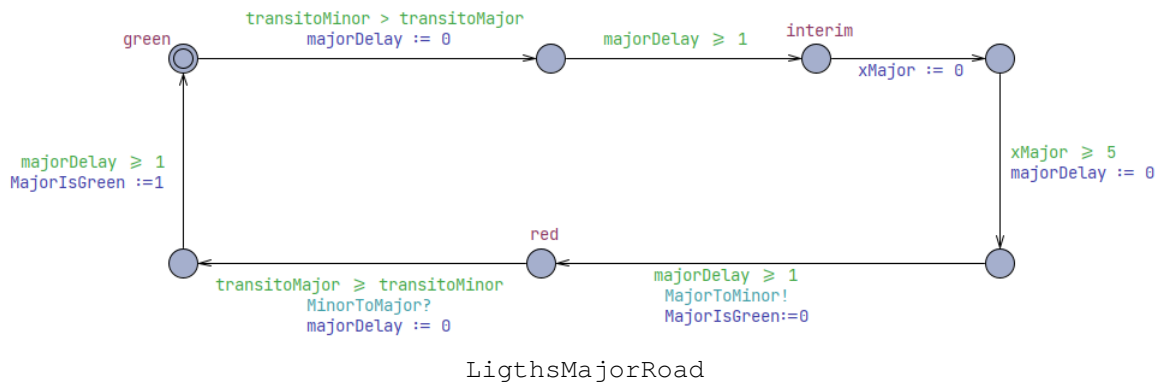 transitoMinor > transitoMajor
majorDelay := 0
green
majorDelay ⩾ 1
interim
xMajor := 0
xMajor ⩾ 5
majorDelay := 0
majorDelay ⩾ 1
MajorIsGreen :=1
red
majorDelay ⩾ 1
MajorToMinor!
MajorIsGreen:=0
transitoMajor ⩾ transitoMinor
MinorToMajor?
majorDelay := 0
LigthsMajorRoad